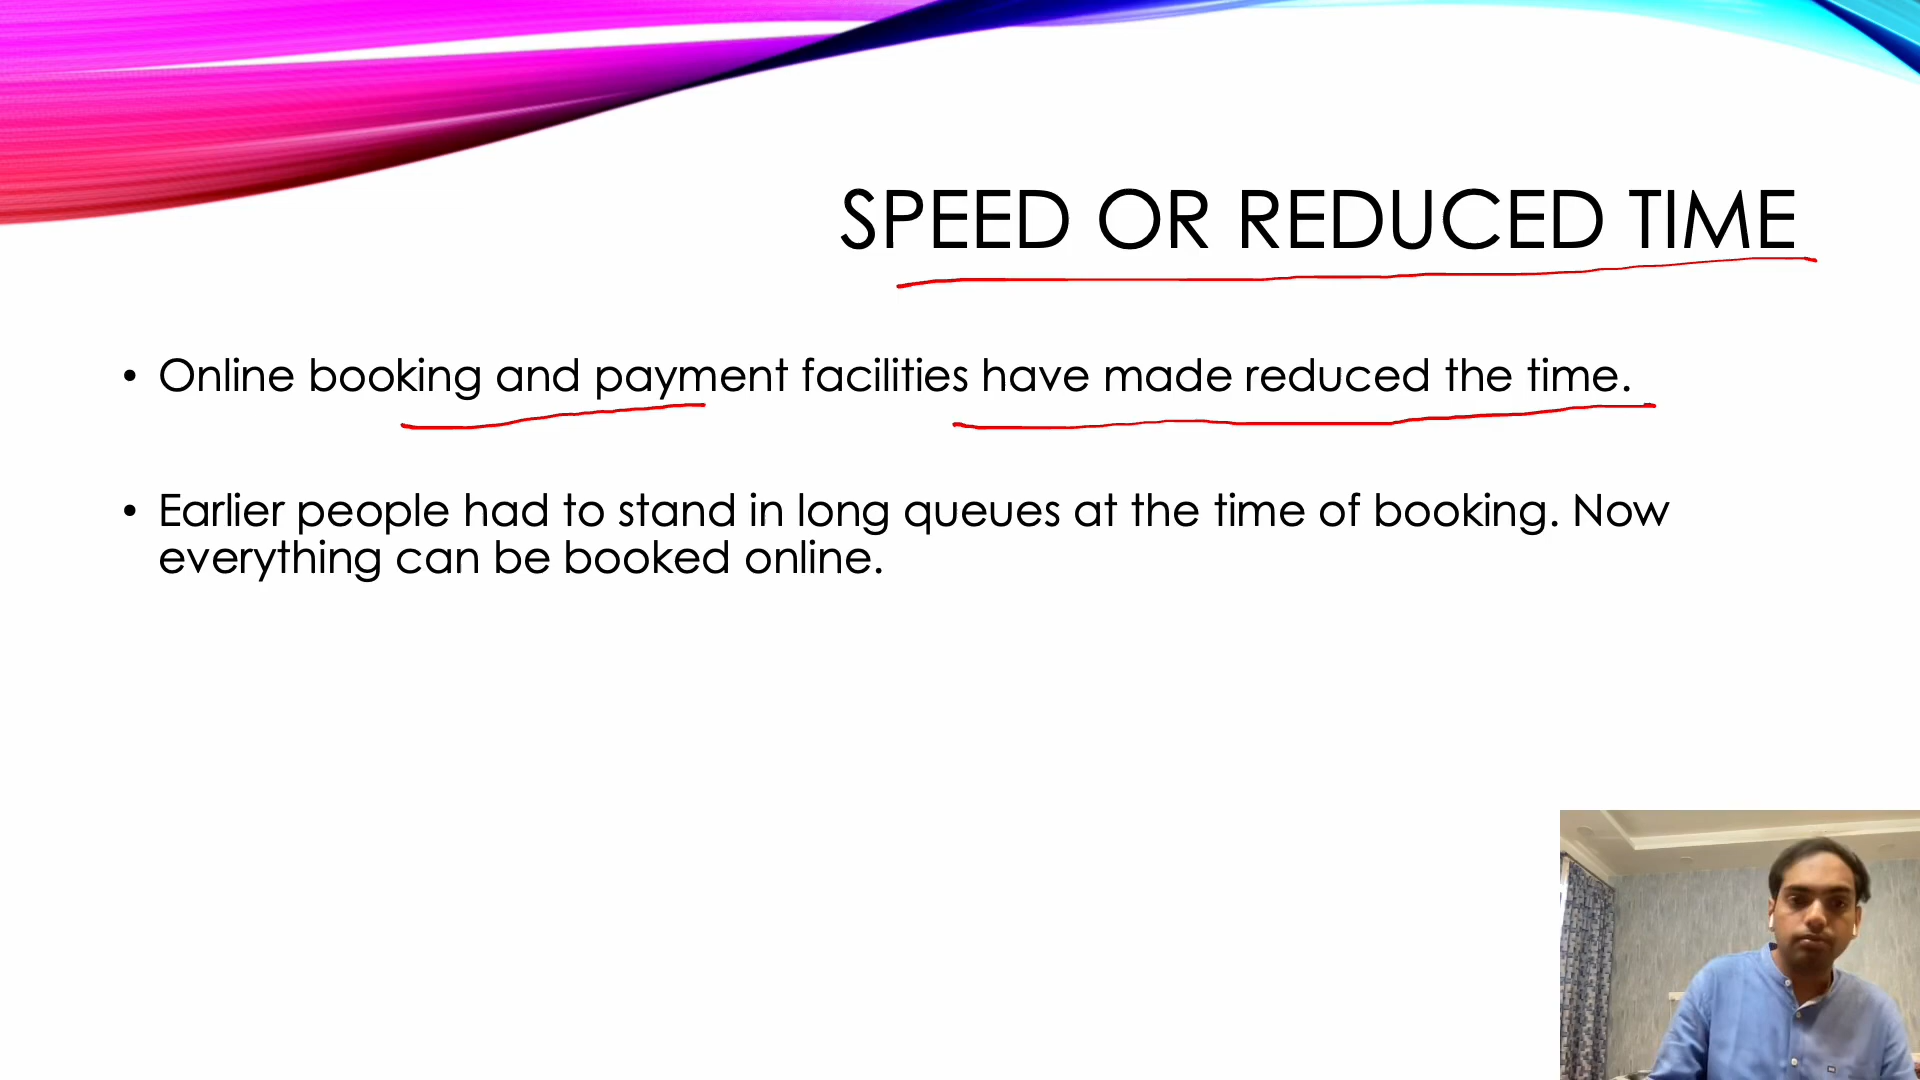 SPEED OR REDUCED TIME
• Online booking and payment facilities have made reduced the time.
• Earlier people had to stand in long queues at the time of booking. Now
everything can be booked online.